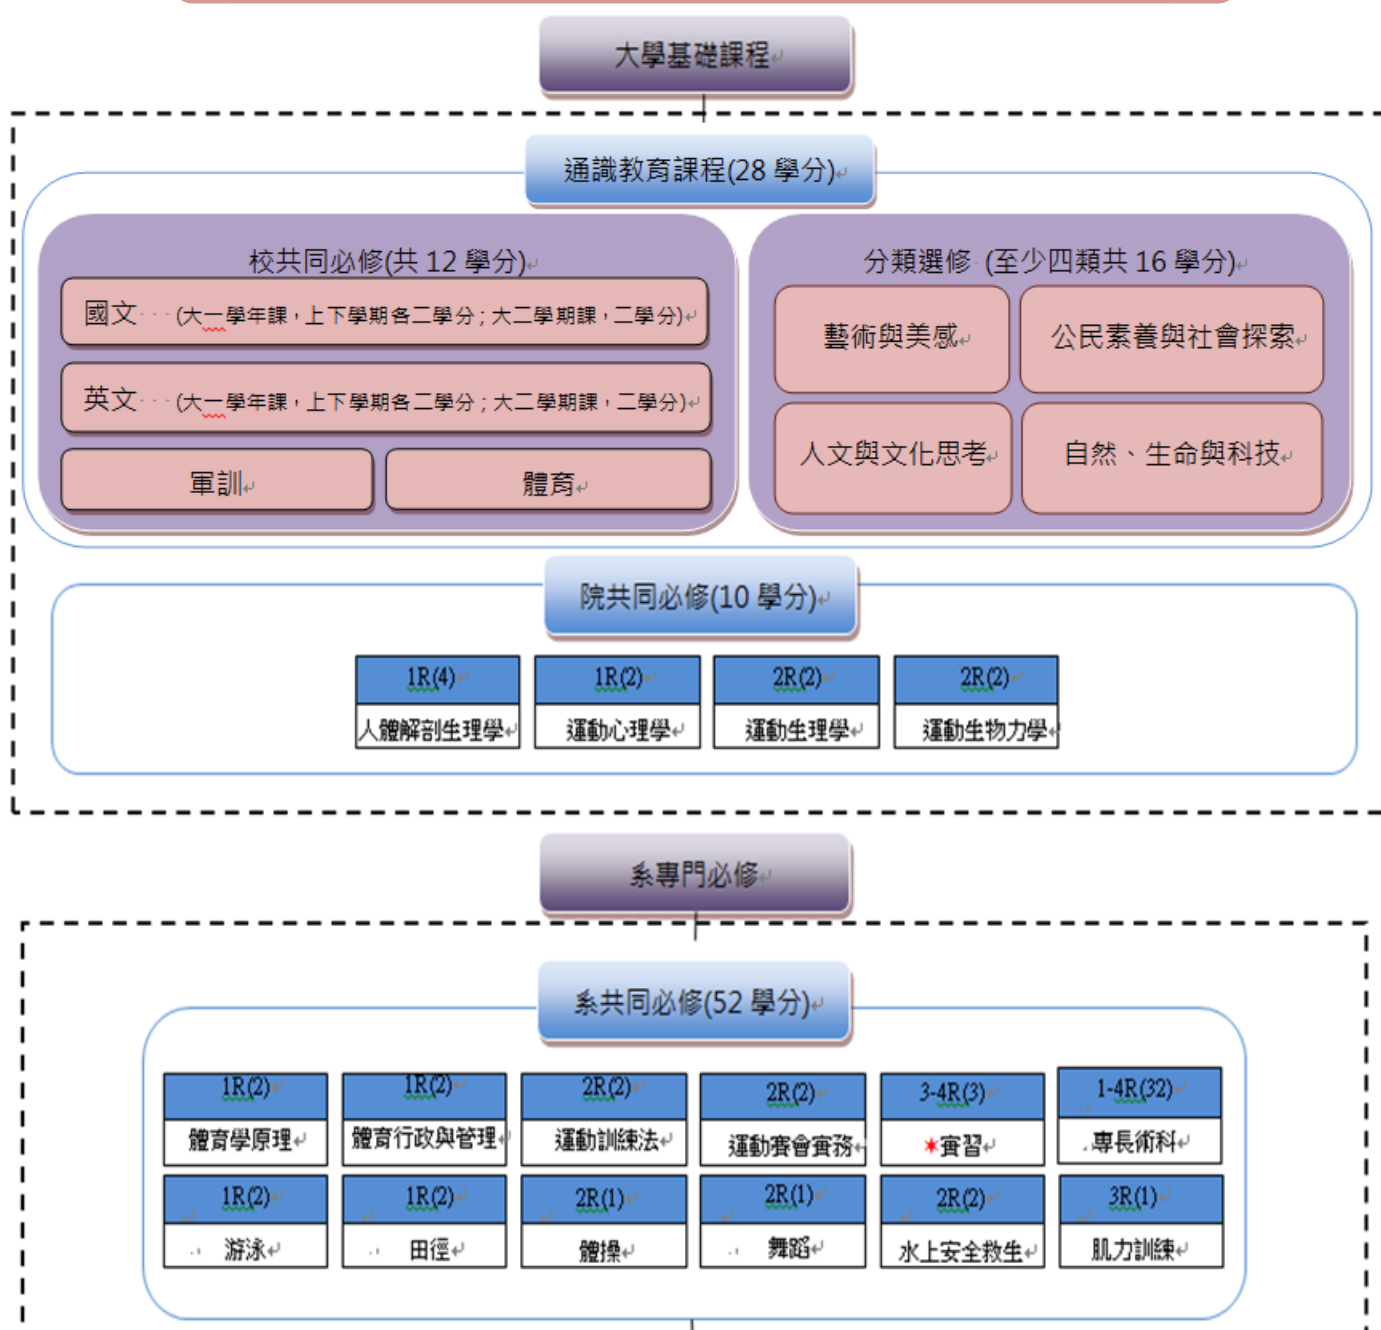 大學基礎課程
通識教育課程(28 學分)
校共同必修(共 12 學分)
國文 (大一學年課，上下學期各二學分；大二學期課，二學分)
英文 (大一學年課，上下學期各二學分；大二學期課，二學分)
軍訓
體育
分類選修 (至少四類共 16 學分)
藝術與美感
公民素養與社會探索
人文與文化思考
自然、生命與科技
院共同必修(10 學分)
1R(4)
人體解剖生理學
1R(2)
運動心理學
2R(2)
運動生理學
2R(2)
運動生物力學
系專門必修
系共同必修(52 學分)
1R(2)
體育學原理
1R(2)
體育行政與管理
2R(2)
運動訓練法
2R(2)
運動賽會實務
3-4R(3)
✶實習
1-4R(32)
專長術科
1R(2)
游泳
1R(2)
田徑
2R(1)
體操
2R(1)
舞蹈
2R(2)
水上安全救生
3R(1)
肌力訓練